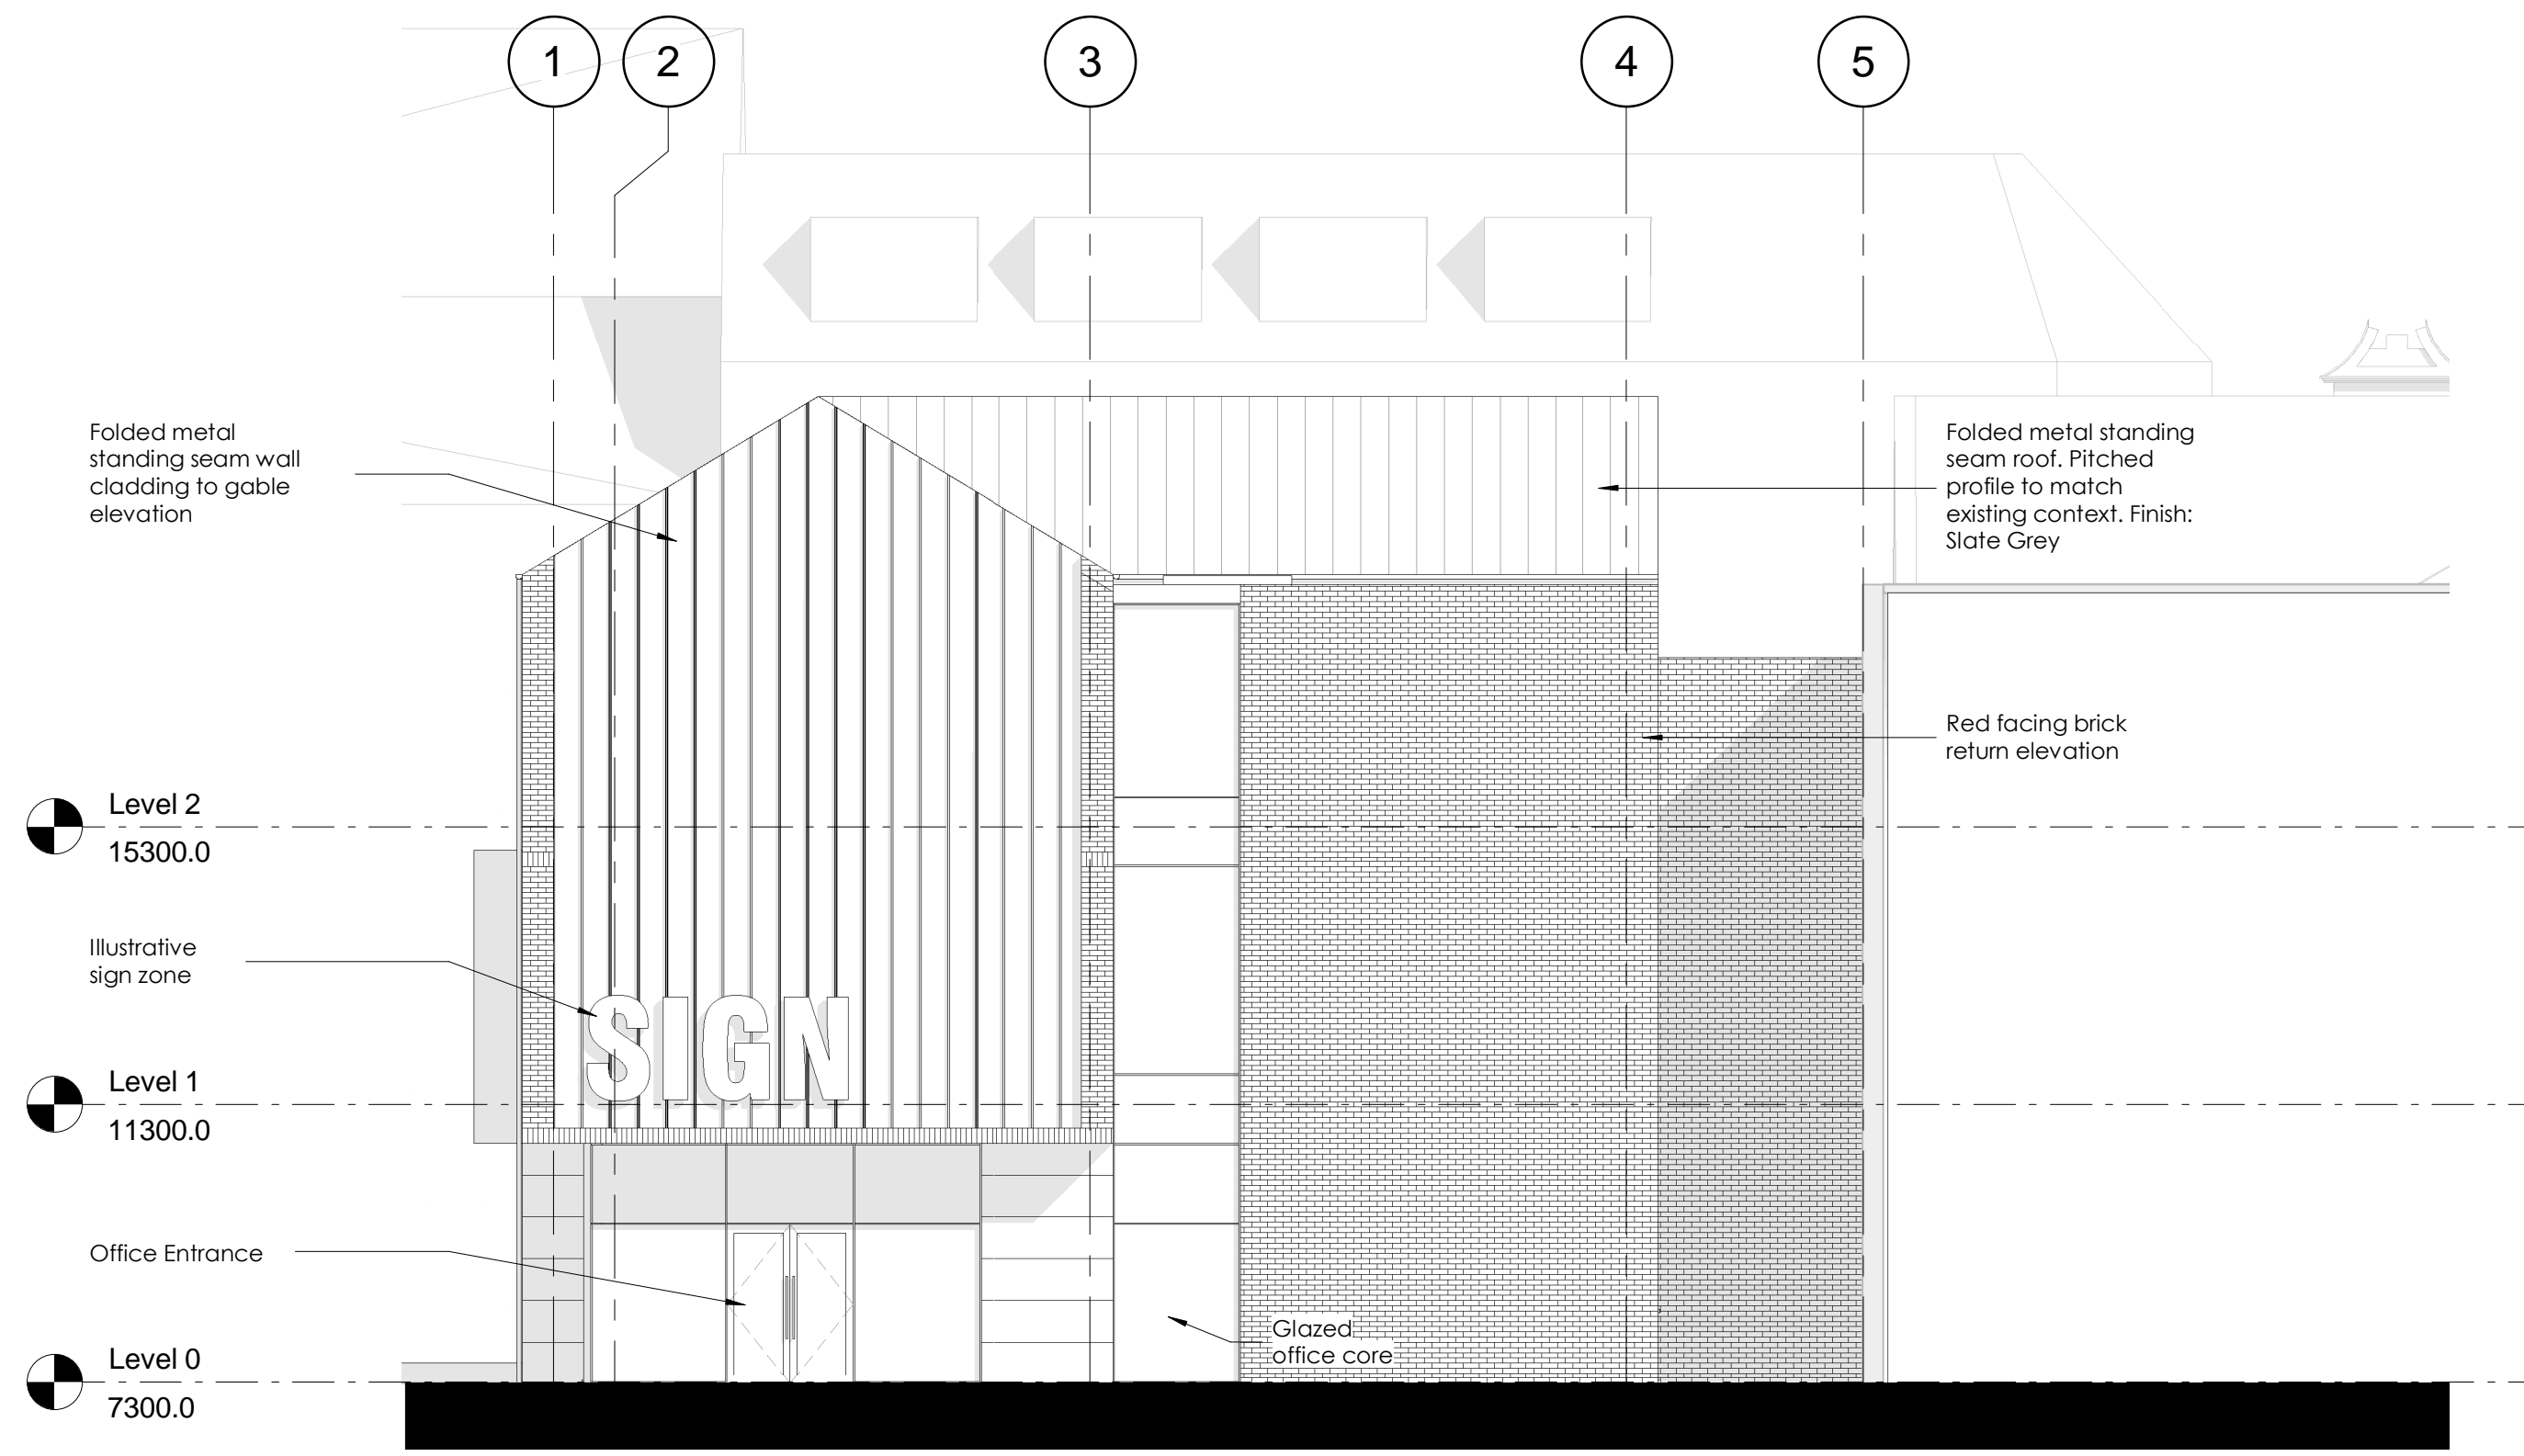 1
2
3
4
5
Folded metal
standing seam wall
cladding to gable
elevation
Folded metal standing
seam roof. Pitched
profile to match
existing context. Finish:
Slate Grey
Red facing brick
return elevation
Level 2
15300.0
Illustrative
sign zone
SIGN
Level 1
11300.0
Office Entrance
Glazed
office core
Level 0
7300.0